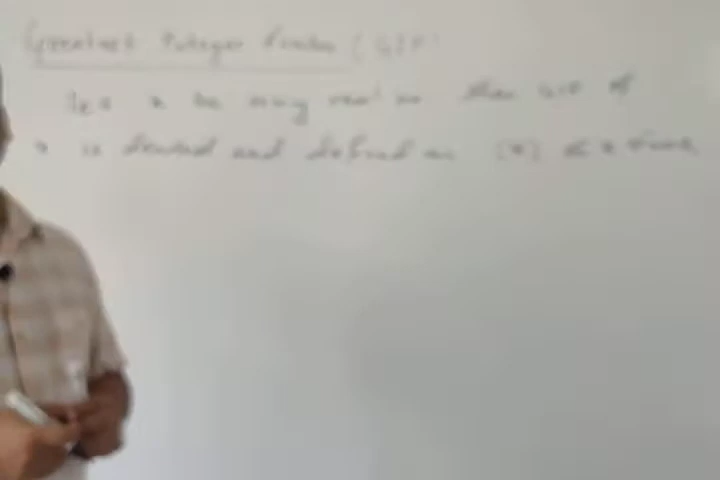 Greatest Integer Function (GIF)
Let x be any real no then GIF of
x is denoted and defined as [x] ≤ x